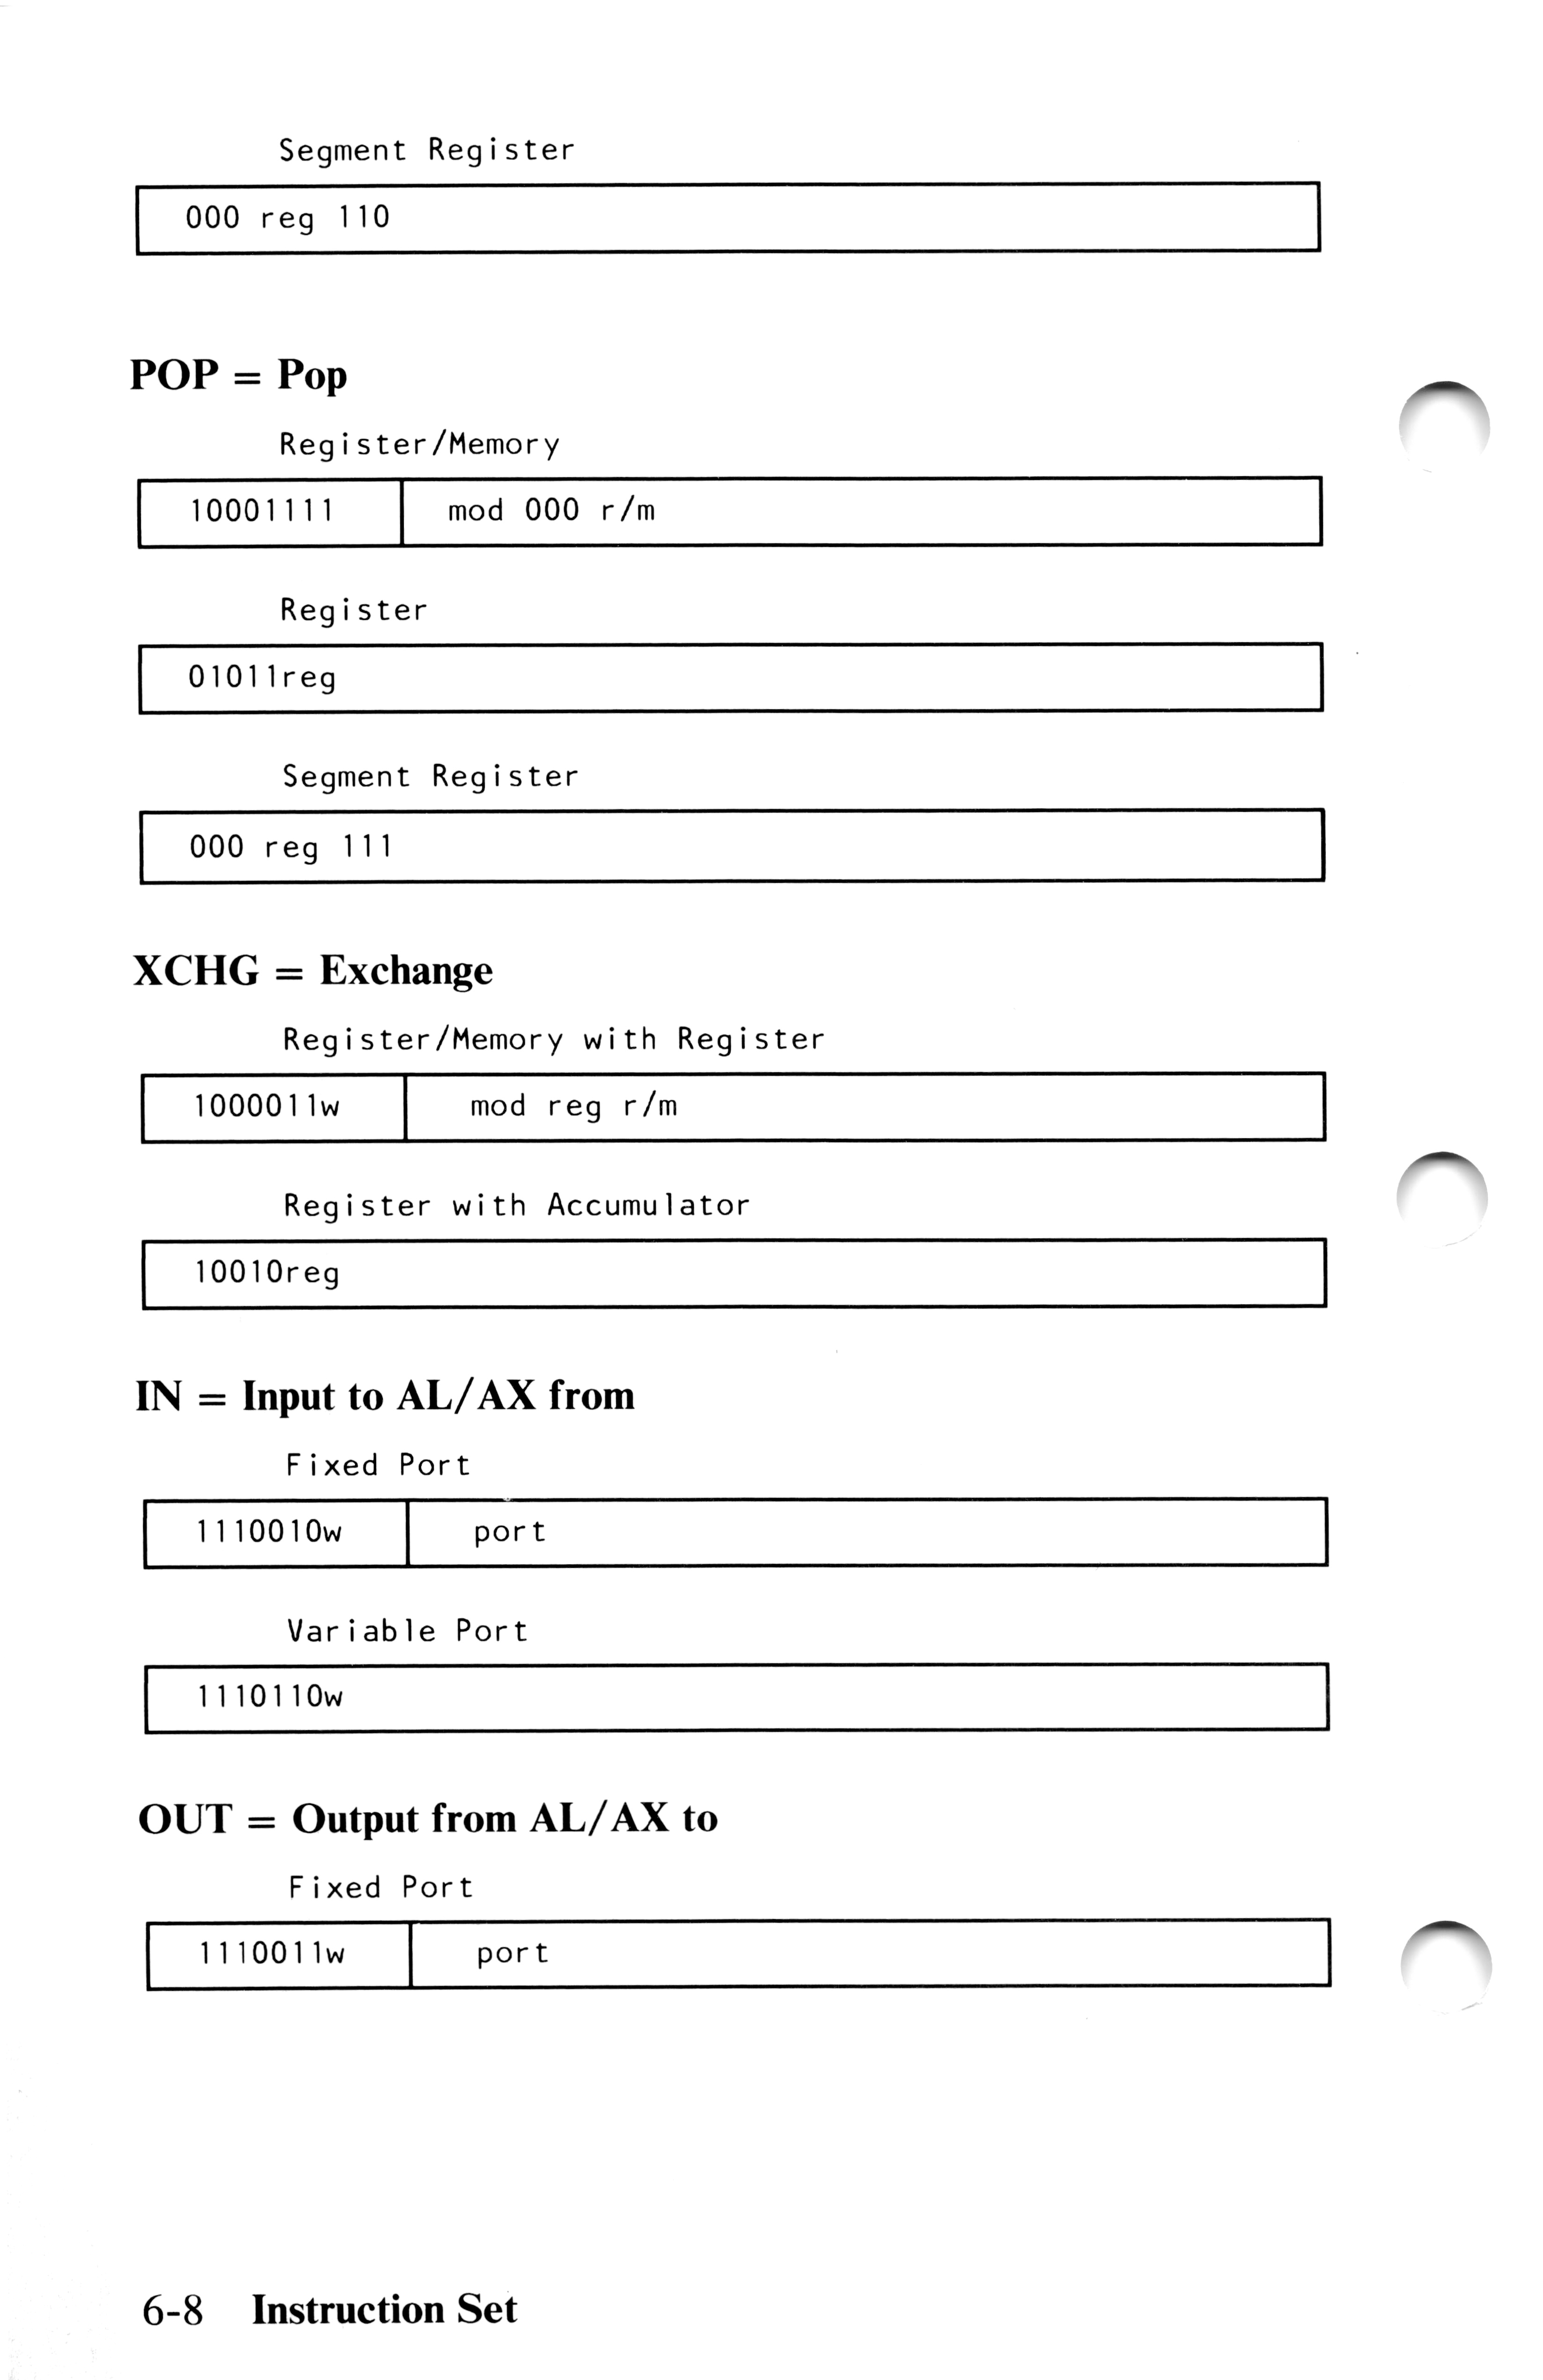 Segment Register
000 reg 110
POP = Pop
Register/Memory
10001111 mod 000 r/m
Register
01011reg
Segment Register
000 reg 111
XCHG = Exchange
Register/Memory with Register
1000011w mod reg r/m
Register with Accumulator
10010reg
IN = Input to AL/AX from
Fixed Port
1110010w port
Variable Port
1110110w
OUT = Output from AL/AX to
Fixed Port
1110011w port
6-8 Instruction Set